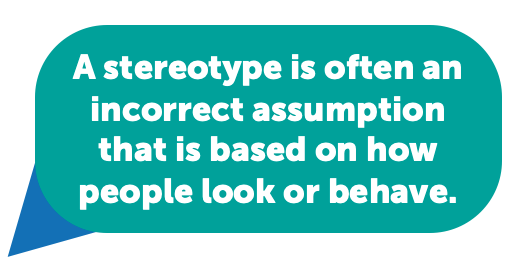 A stereotype is often an
incorrect assumption
that is based on how
people look or behave.